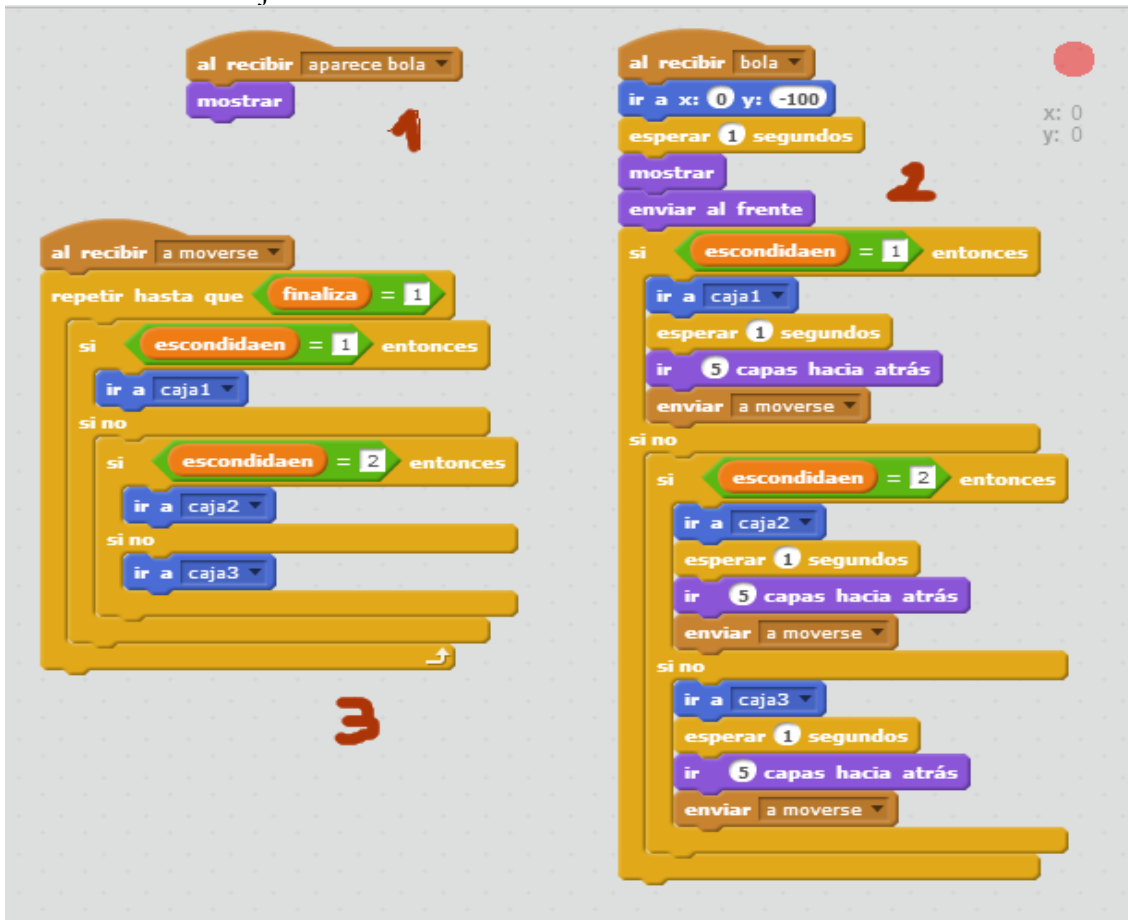 al recibir aparece bola
mostrar
1
al recibir bola
ir a x: 0 y: -100
esperar 1 segundos
mostrar
enviar al frente
si escondidaen = 1 entonces
ir a caja1
esperar 1 segundos
ir 5 capas hacia atrás
enviar a moverse
si no
si escondidaen = 2 entonces
ir a caja2
esperar 1 segundos
ir 5 capas hacia atrás
enviar a moverse
si no
ir a caja3
esperar 1 segundos
ir 5 capas hacia atrás
enviar a moverse
2
x: 0
y: 0
al recibir a moverse
repetir hasta que finaliza = 1
si escondidaen = 1 entonces
ir a caja1
si no
si escondidaen = 2 entonces
ir a caja2
si no
ir a caja3
3